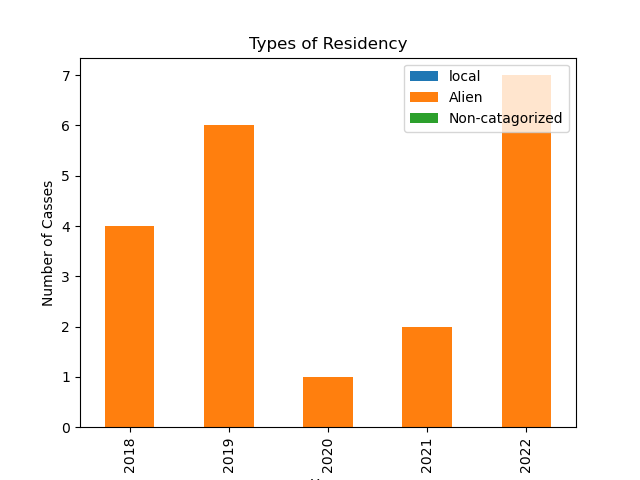 Types of Residency
local
Alien
Non-catagorized
Number of Casses
7
6
5
4
3
2
1
0
2018
2019
2020
2021
2022